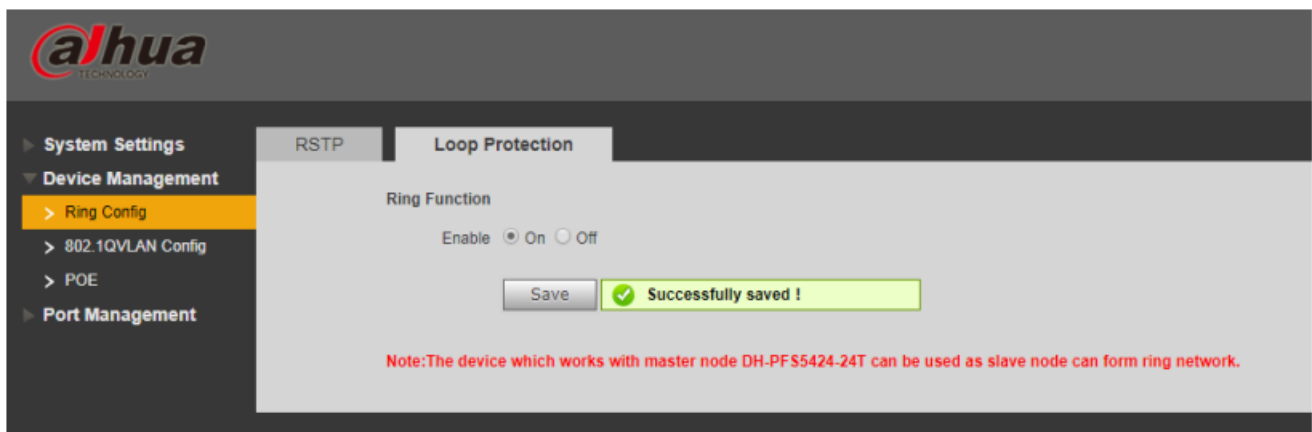 alhua
TECHNOLOGY
System Settings
Device Management
Ring Config
802.1QVLAN Config
POE
Port Management
RSTP
Loop Protection
Ring Function
Enable On Off
Save
Successfully saved !
Note:The device which works with master node DH-PFS5424-24T can be used as slave node can form ring network.